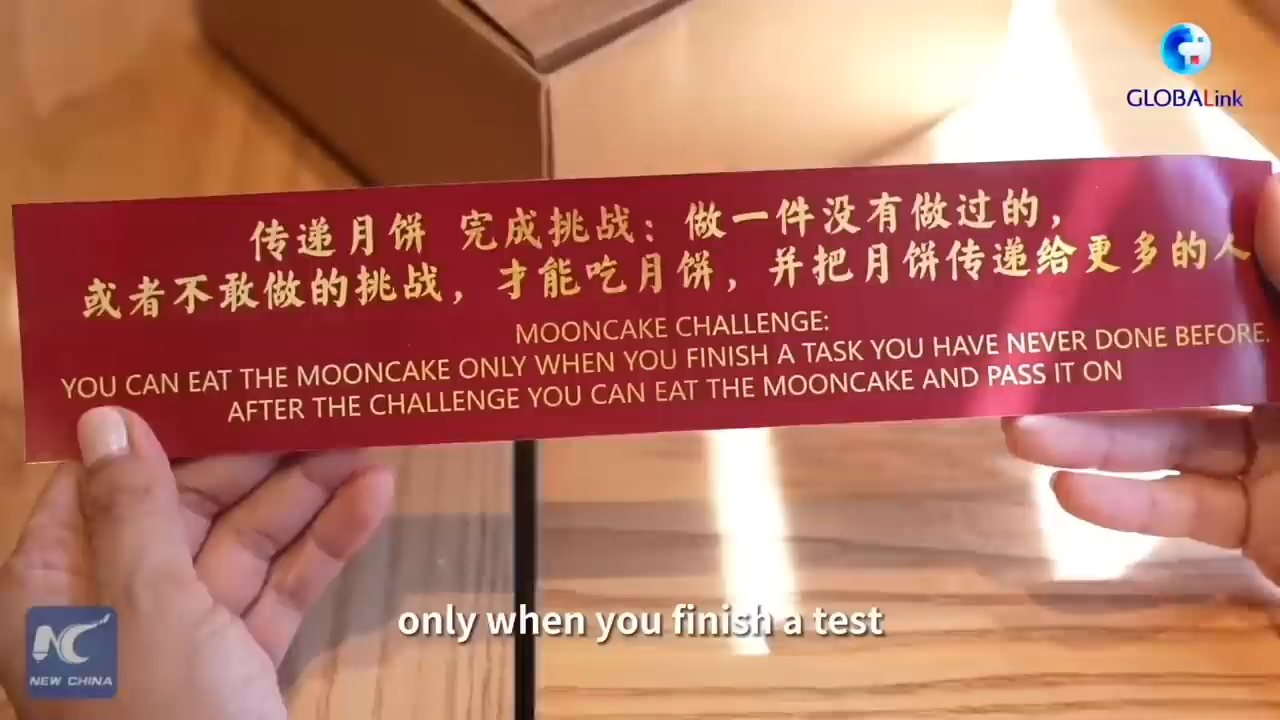 GLOBALink
传递月饼 完成挑战：做一件没有做过的，
或者不敢做的挑战，才能吃月饼，并把月饼传递给更多的人
MOONCAKE CHALLENGE:
YOU CAN EAT THE MOONCAKE ONLY WHEN YOU FINISH A TASK YOU HAVE NEVER DONE BEFORE.
AFTER THE CHALLENGE YOU CAN EAT THE MOONCAKE AND PASS IT ON
only when you finish a test
NC
NEW CHINA